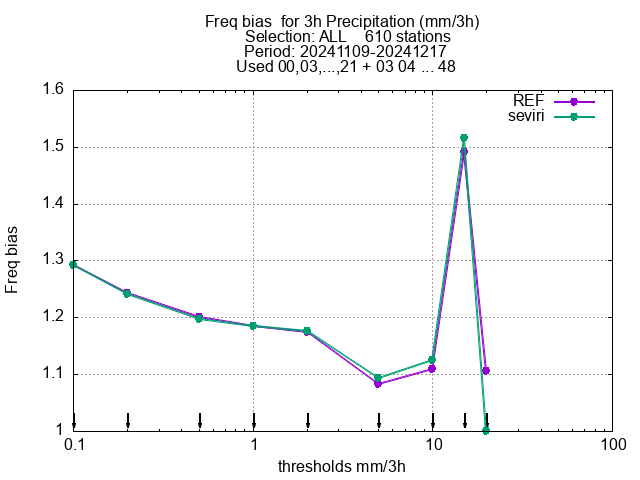 Freq bias  for 3h Precipitation (mm/3h)
Selection: ALL    610 stations
Period: 20241109-20241217
Used 00,03,...,21 + 03 04 ... 48
REF
seviri
1.6
1.5
1.4
1.3
1.2
1.1
1
Freq bias
0.1
1
10
100
thresholds mm/3h